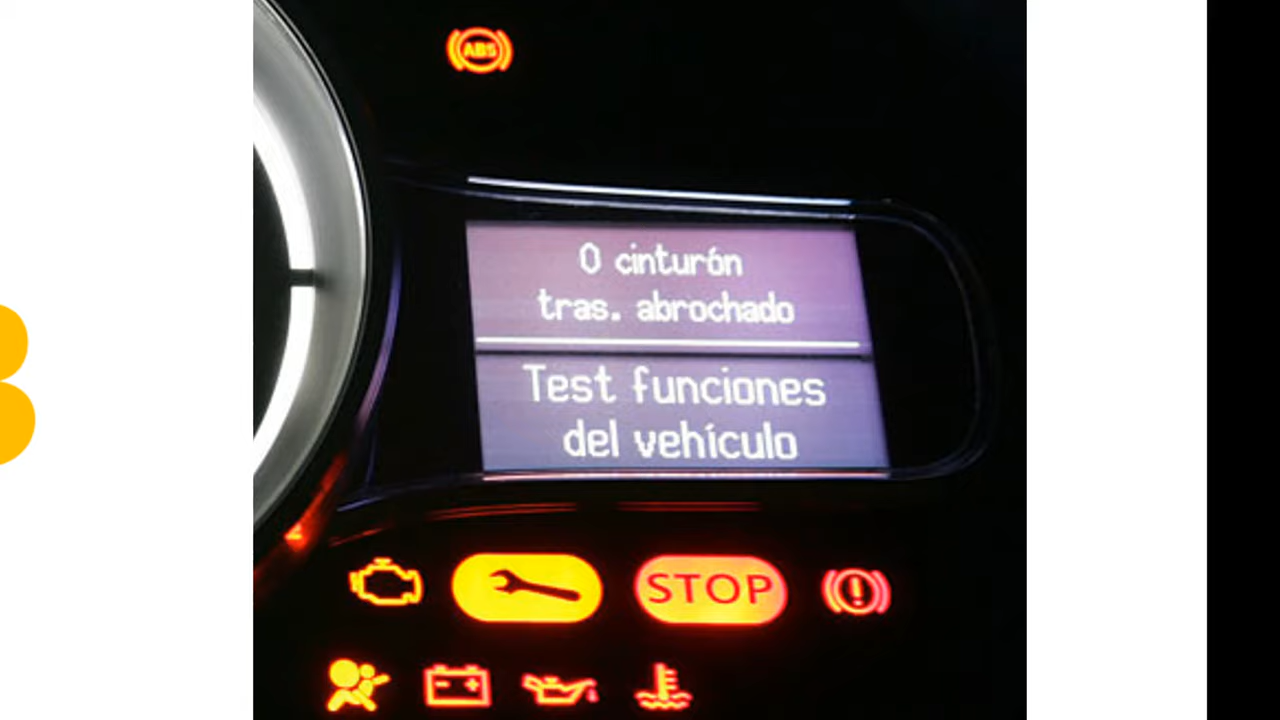 ABS
0 cinturón
tras. abrochado
Test funciones
del vehículo
STOP